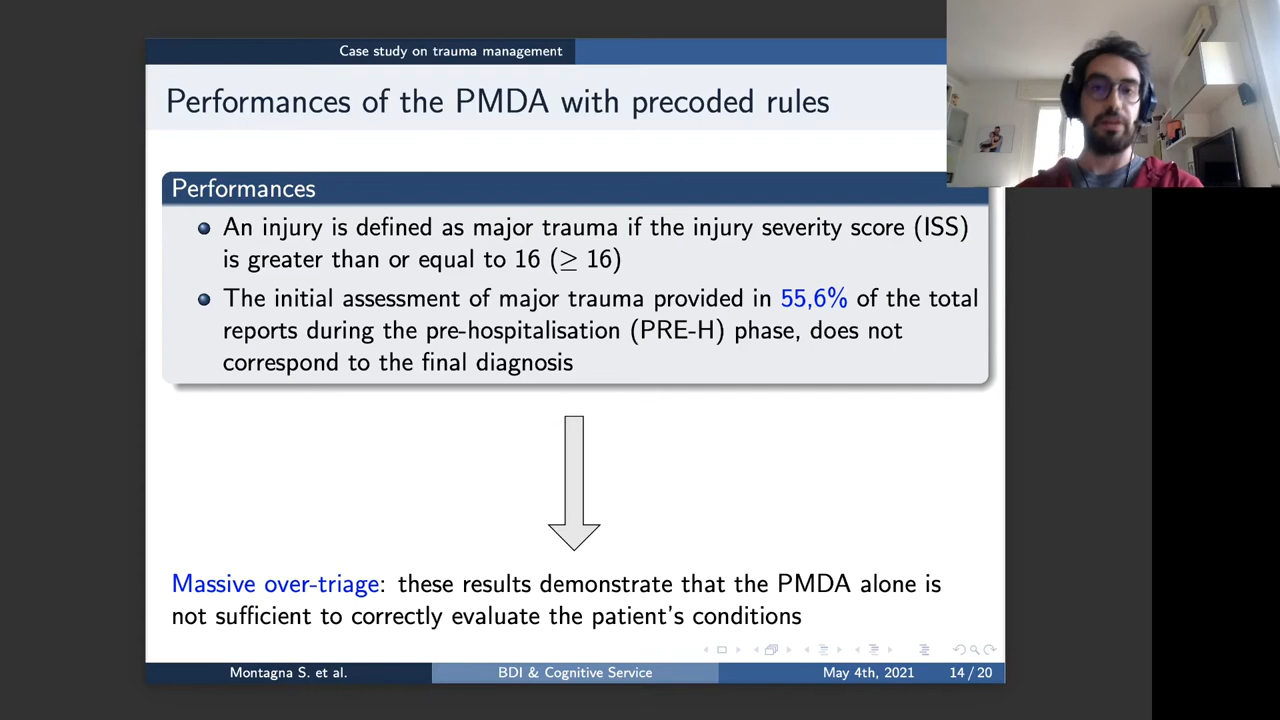 Case study on trauma management
Performances of the PMDA with precoded rules
Performances
An injury is defined as major trauma if the injury severity score (ISS)
is greater than or equal to 16 (≥ 16)
The initial assessment of major trauma provided in 55,6% of the total
reports during the pre-hospitalisation (PRE-H) phase, does not
correspond to the final diagnosis
Massive over-triage: these results demonstrate that the PMDA alone is
not sufficient to correctly evaluate the patient's conditions
Montagna S. et al.
BDI & Cognitive Service
May 4th, 2021
14 / 20